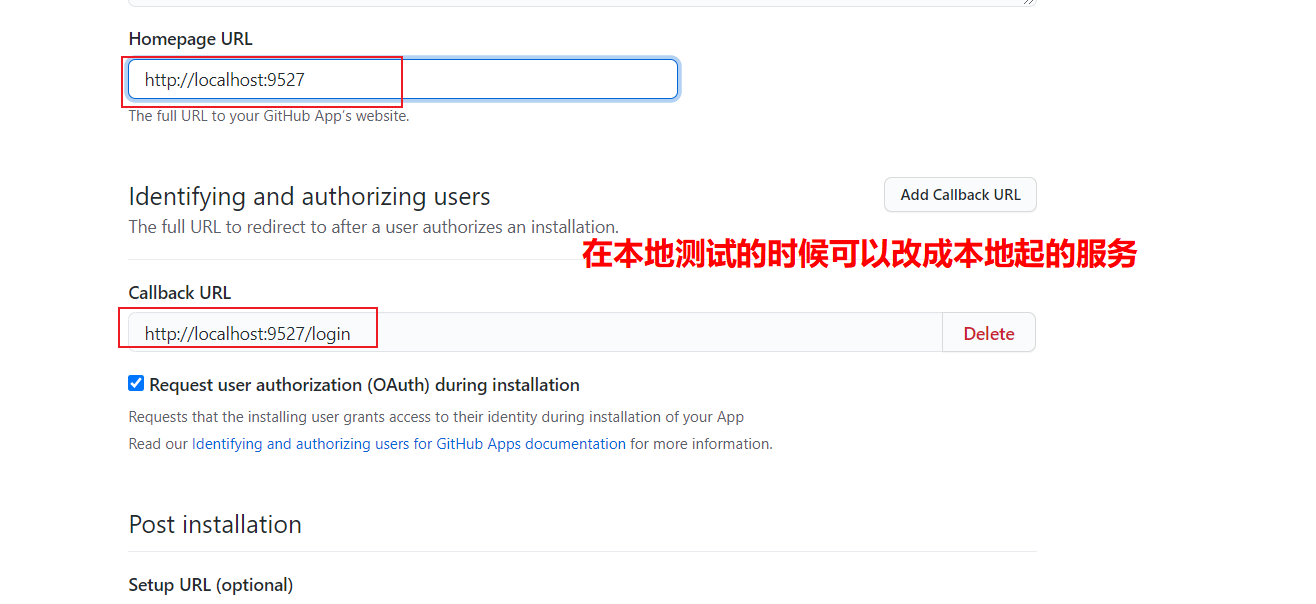 Homepage URL
http://localhost:9527
The full URL to your GitHub App's website.
Identifying and authorizing users
Add Callback URL
The full URL to redirect to after a user authorizes an installation.
在本地测试的时候可以改成本地起的服务
Callback URL
http://localhost:9527/login
Delete
Request user authorization (OAuth) during installation
Requests that the installing user grants access to their identity during installation of your App
Read our Identifying and authorizing users for GitHub Apps documentation for more information.
Post installation
Setup URL (optional)